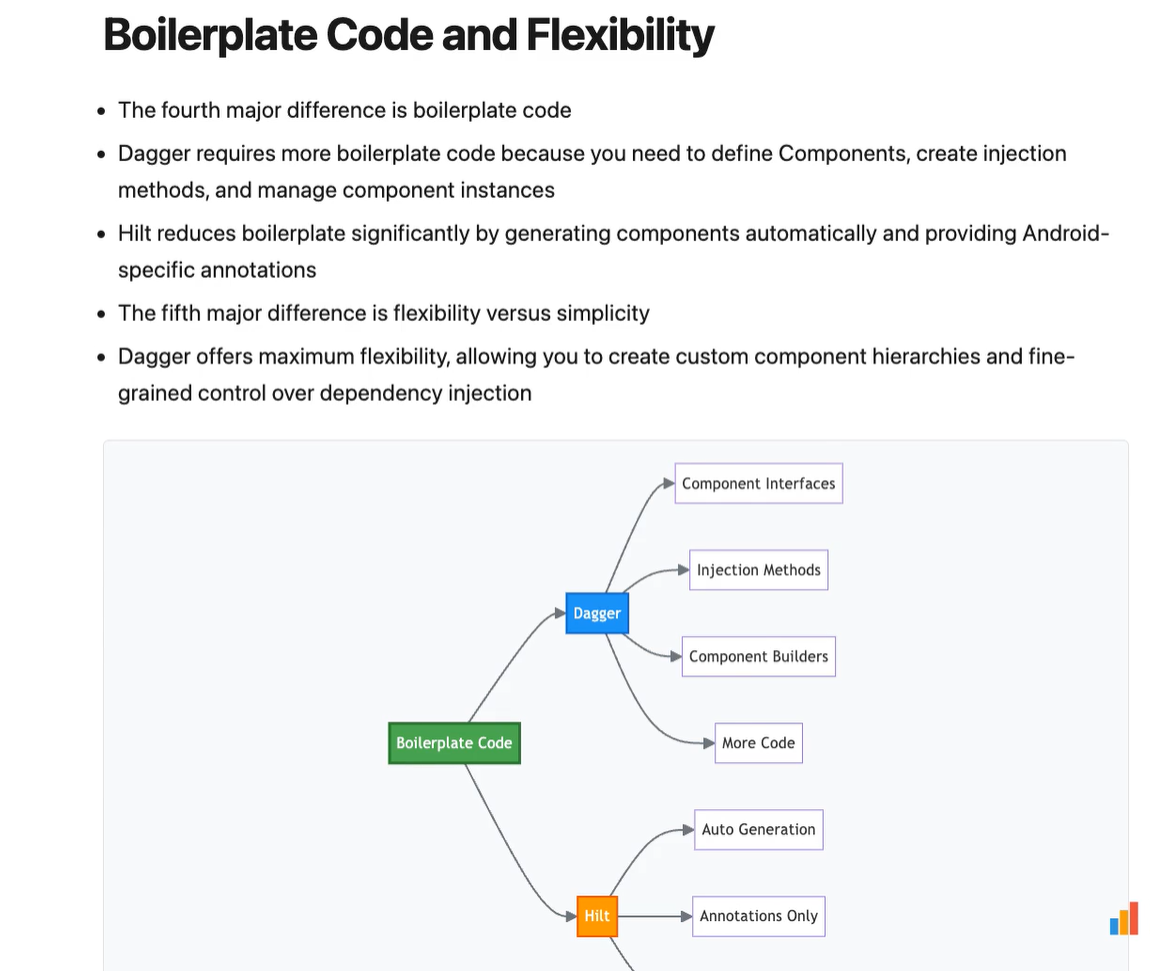 Boilerplate Code and Flexibility
• The fourth major difference is boilerplate code
• Dagger requires more boilerplate code because you need to define Components, create injection
methods, and manage component instances
• Hilt reduces boilerplate significantly by generating components automatically and providing Android-
specific annotations
• The fifth major difference is flexibility versus simplicity
• Dagger offers maximum flexibility, allowing you to create custom component hierarchies and fine-
grained control over dependency injection
Component Interfaces
Injection Methods
Dagger
Component Builders
Boilerplate Code
More Code
Auto Generation
Hilt
Annotations Only